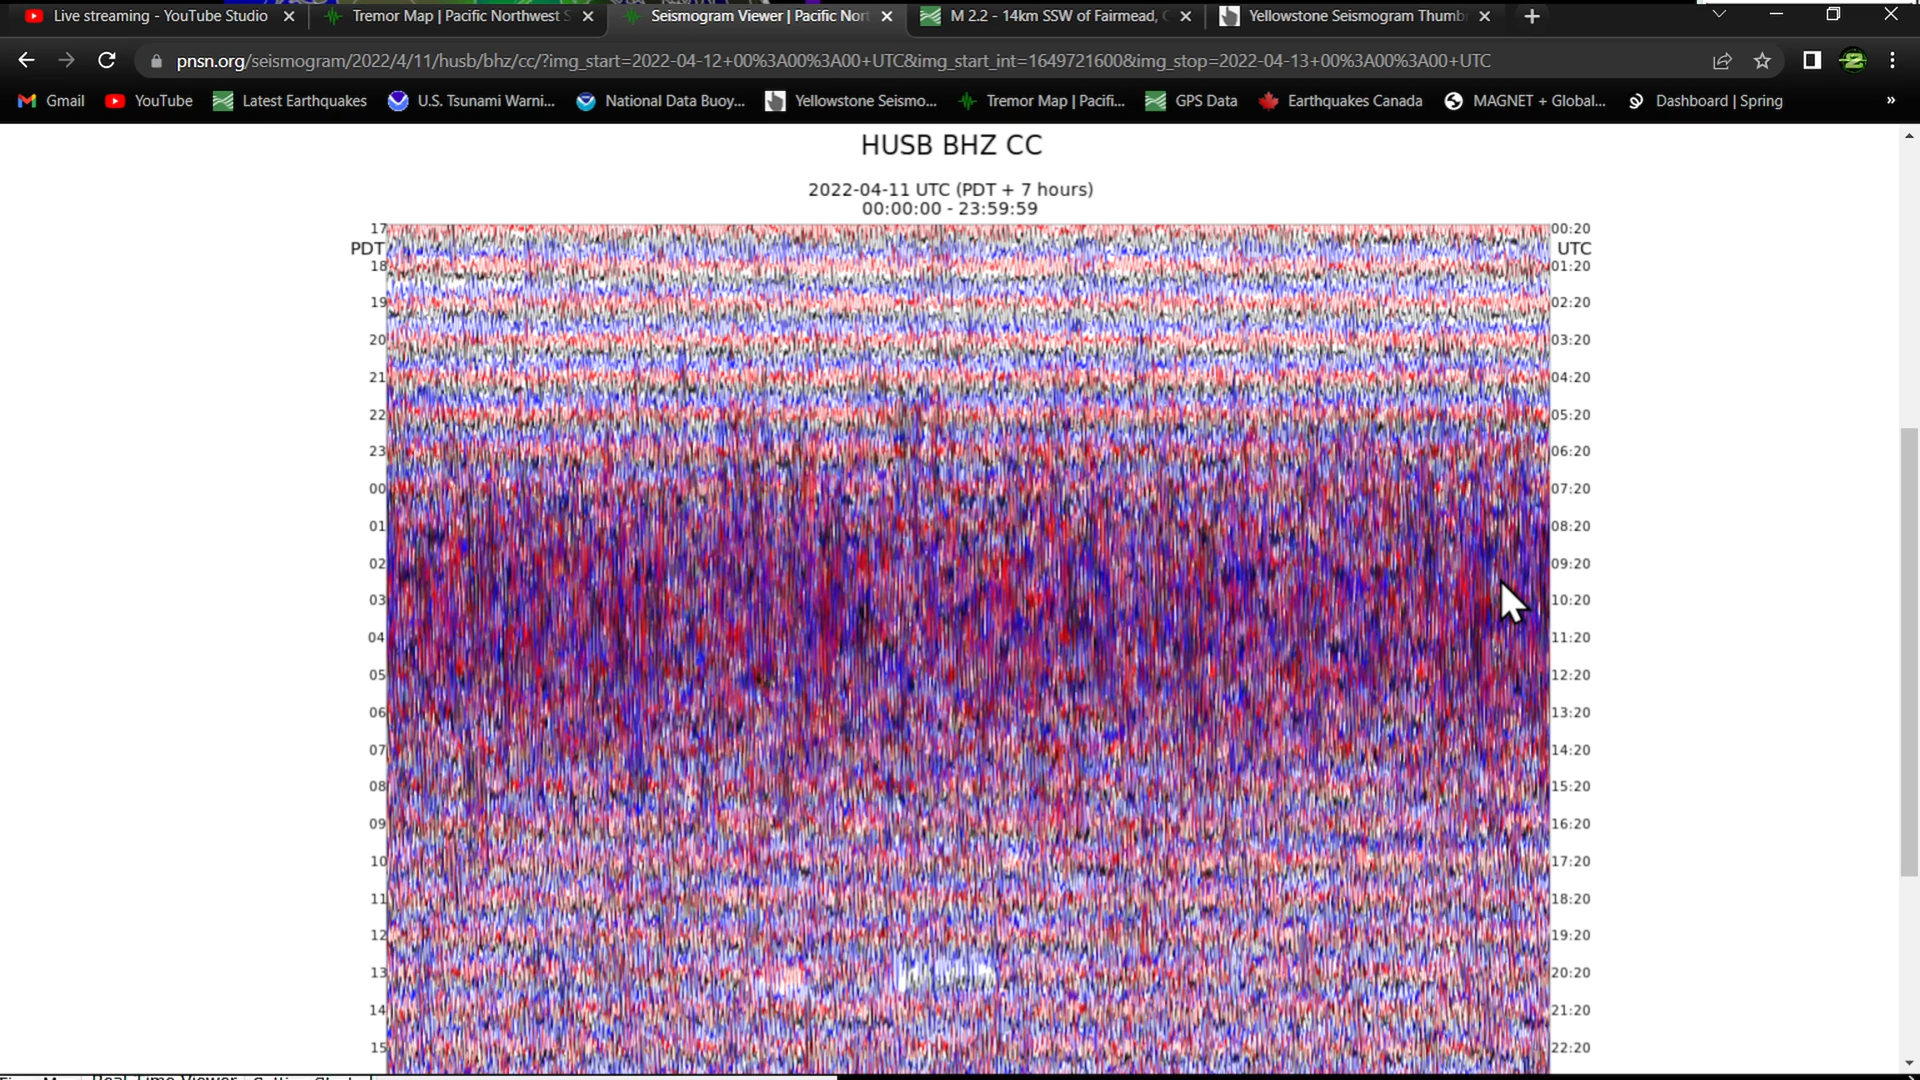 Live streaming - YouTube Studio
Tremor Map | Pacific Northwest S
Seismogram Viewer | Pacific Nort
M 2.2 - 14km SSW of Fairmead, C
Yellowstone Seismogram Thumb
pnsn.org/seismogram/2022/4/11/husb/bhz/cc/?img_start=2022-04-12+00%3A00%3A00+UTC&img_start_int=1649721600&img_stop=2022-04-13+00%3A00%3A00+UTC
Gmail YouTube Latest Earthquakes U.S. Tsunami Warni... National Data Buoy... Yellowstone Seismo... Tremor Map | Pacifi... GPS Data Earthquakes Canada MAGNET + Global... Dashboard | Spring »
HUSB BHZ CC
2022-04-11 UTC (PDT + 7 hours)
00:00:00 - 23:59:59
17 00:20
PDT UTC
18 01:20
19 02:20
20 03:20
21 04:20
22 05:20
23 06:20
00 07:20
01 08:20
02 09:20
03 10:20
04 11:20
05 12:20
06 13:20
07 14:20
08 15:20
09 16:20
10 17:20
11 18:20
12 19:20
13 20:20
14 21:20
15 22:20